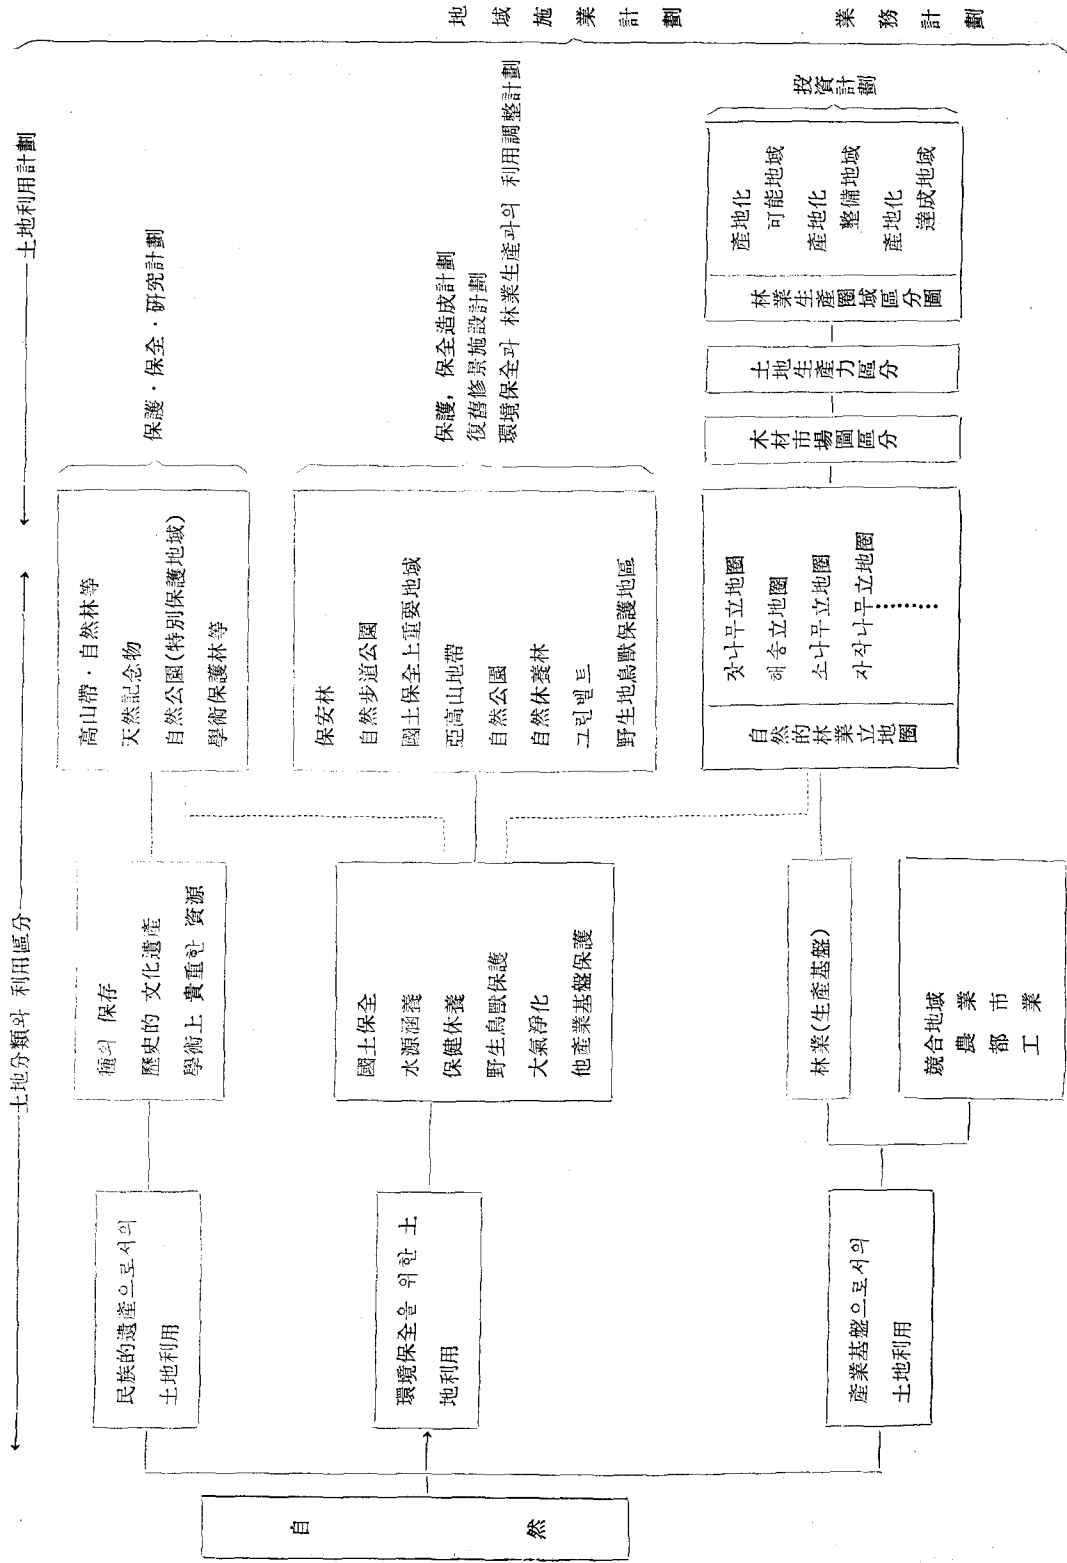 土地分類와 利用區分
土地利用計劃
自然
民族的遺產으로서의
土地利用
種의 保存
歷史的 文化遺產
學術上 貴重한 資源
高山帶・自然林等
天然記念物
自然公園(特別保護地域)
學術保護林等
保護・保全・研究計劃
環境保全을 위한 土
地利用
國土保全
水源涵養
保健休養
野生鳥獸保護
大氣淨化
他產業基盤保護
保安林
自然步道公園
國土保全上重要地域
亞高山地帶
自然公園
自然休養林
그린벨트
野生地鳥獸保護地區
保護, 保全造成計劃
復舊修景施設計劃
環境保全과 林業生產과의 利用調整計劃
產業基盤으로서의
土地利用
林業(生產基盤)
競合地域
農業
都市
工業
自然的林業立地圈
잣나무立地圈
해송立地圈
소나무立地圈
자작나무立地圈
木材市場圈區分
土地生產力區分
林業生產圈域區分圖
產地化
可能地域
產地化
整備地域
產地化
達成地域
投資計劃
地域施業計劃
業務計劃